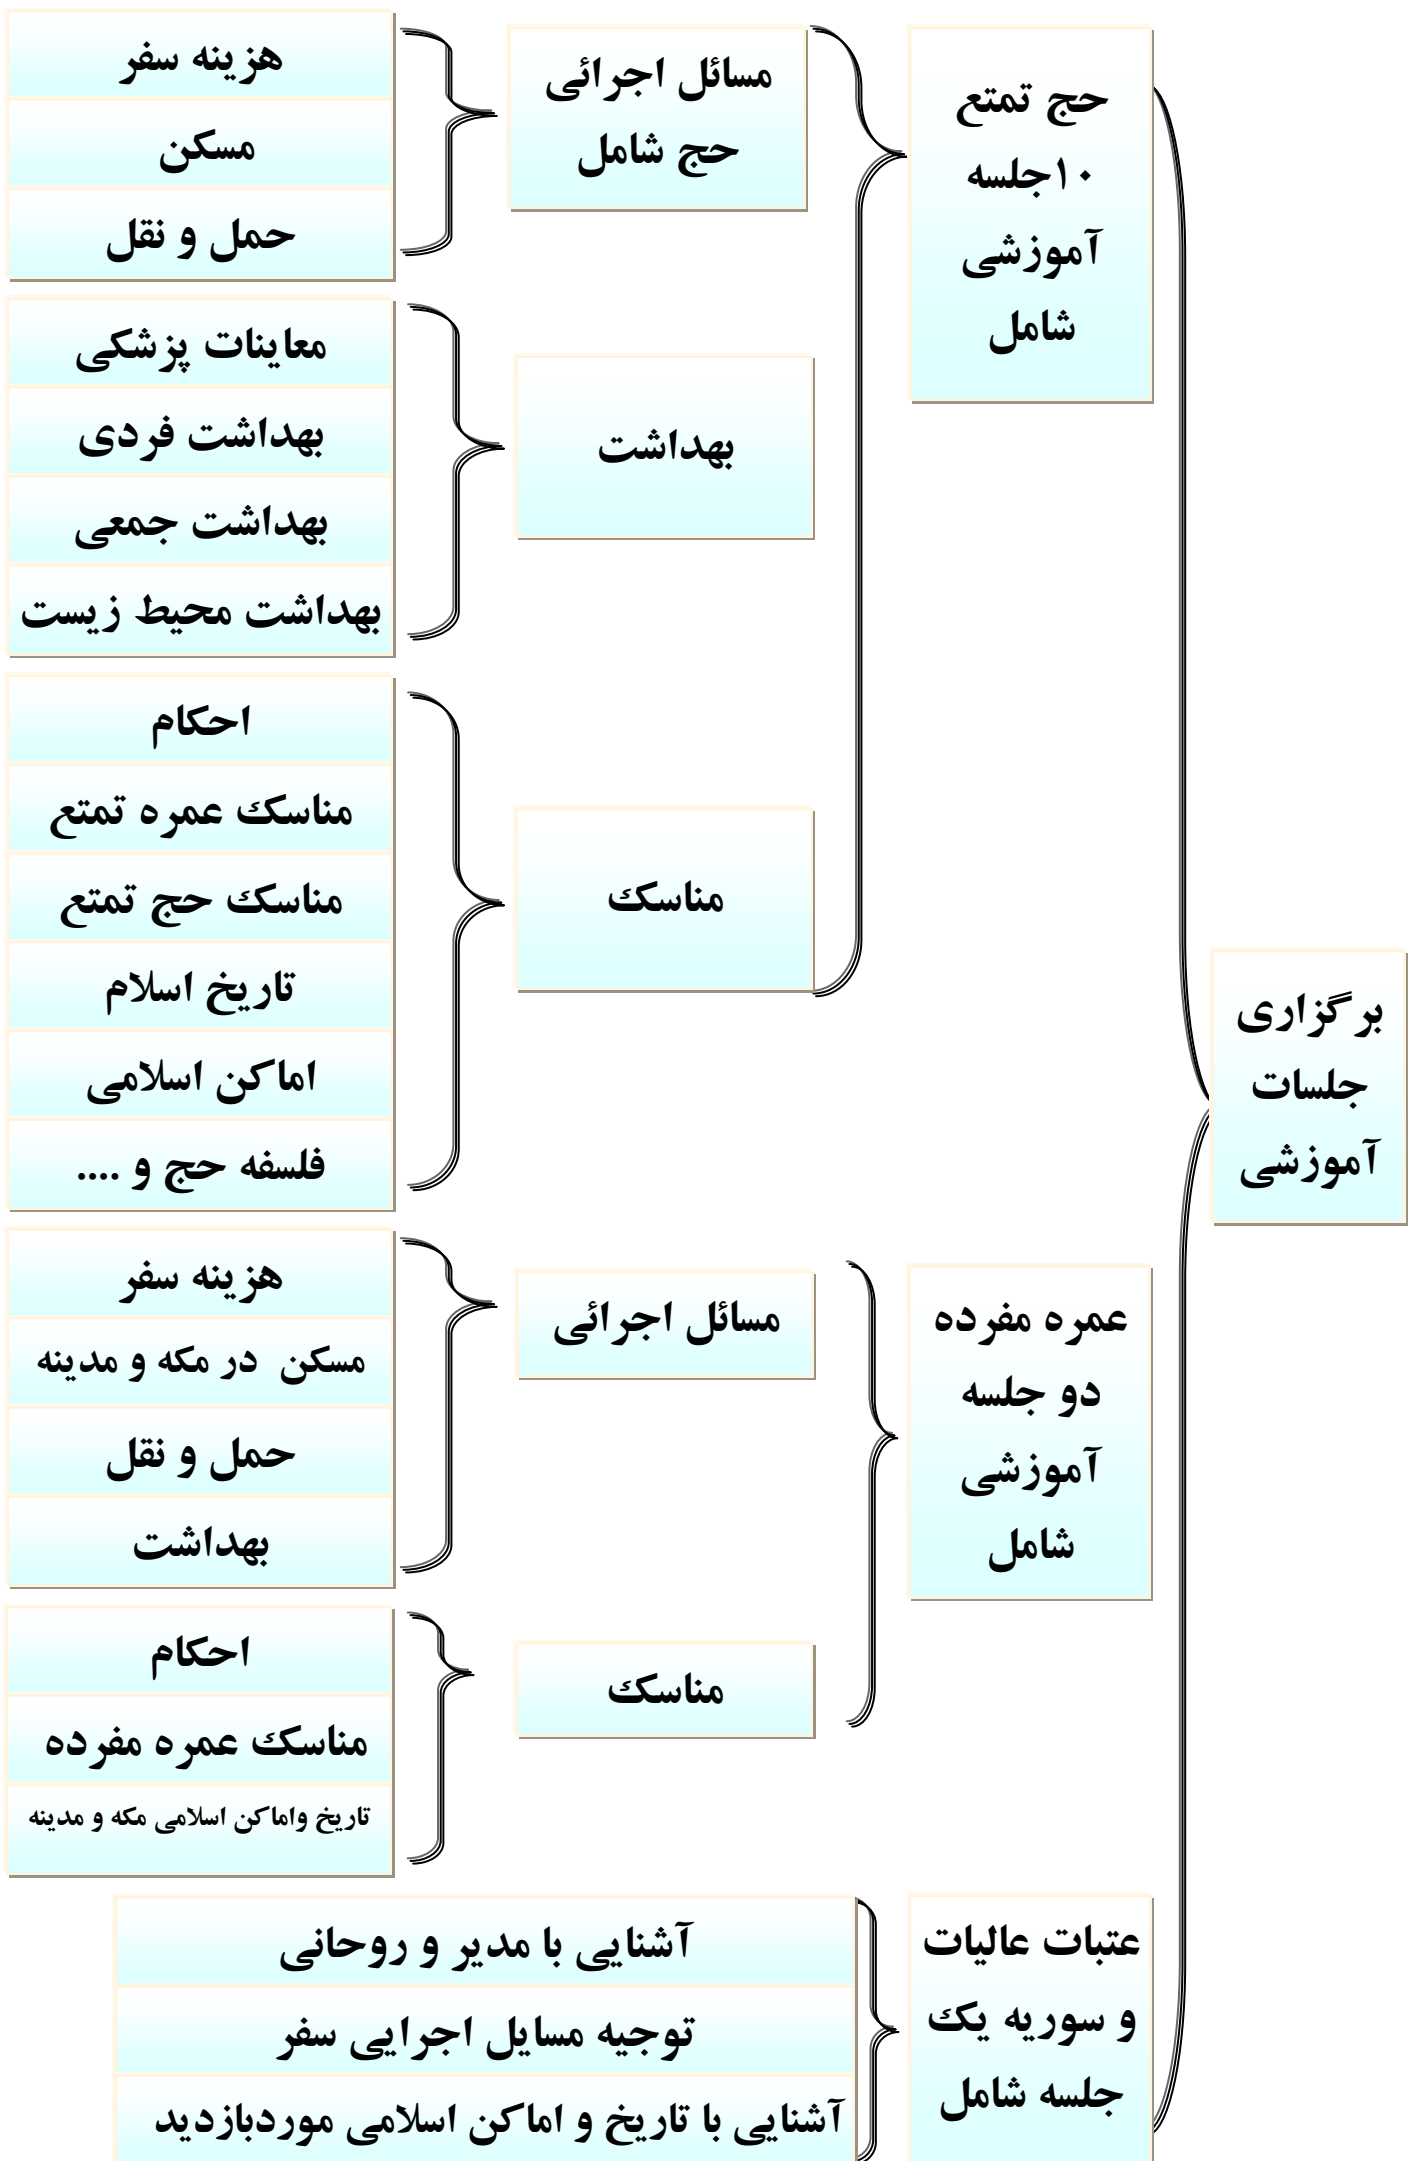 برگزاری
جلسات
آموزشی
حج تمتع
۱۰جلسه
آموزشی
شامل
مسائل اجرائی
حج شامل
هزینه سفر
مسکن
حمل و نقل
بهداشت
معاینات پزشکی
بهداشت فردی
بهداشت جمعی
بهداشت محیط زیست
مناسک
احکام
مناسک عمره تمتع
مناسک حج تمتع
تاریخ اسلام
اماکن اسلامی
فلسفه حج و ....
عمره مفرده
دو جلسه
آموزشی
شامل
مسائل اجرائی
هزینه سفر
مسکن در مکه و مدینه
حمل و نقل
بهداشت
مناسک
احکام
مناسک عمره مفرده
تاریخ واماکن اسلامی مکه و مدینه
عتبات عالیات
و سوریه یک
جلسه شامل
آشنایی با مدیر و روحانی
توجیه مسایل اجرایی سفر
آشنایی با تاریخ و اماکن اسلامی موردبازدید